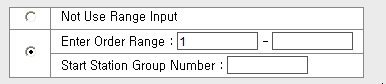 Not Use Range Input
Enter Order Range : 1 -
Start Station Group Number :